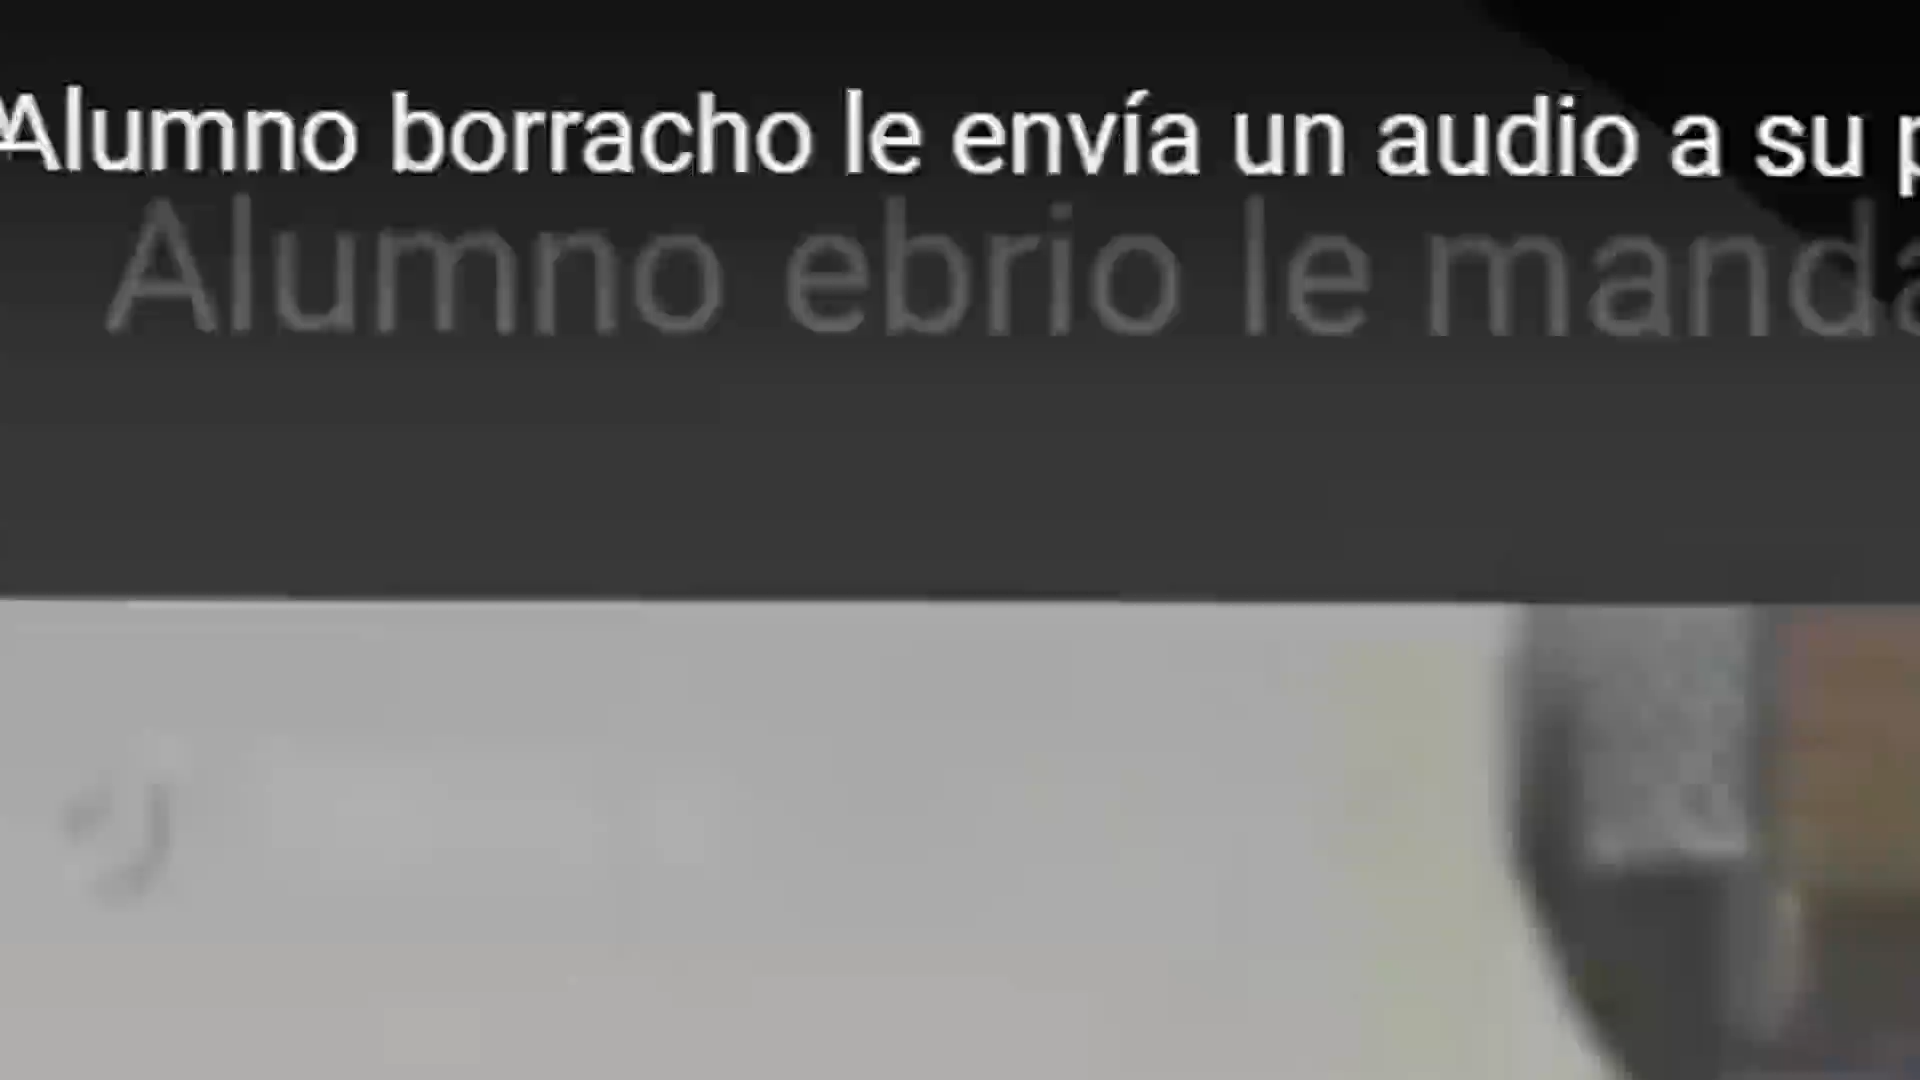 Alumno borracho le envía un audio a su
Alumno ebrio le manda